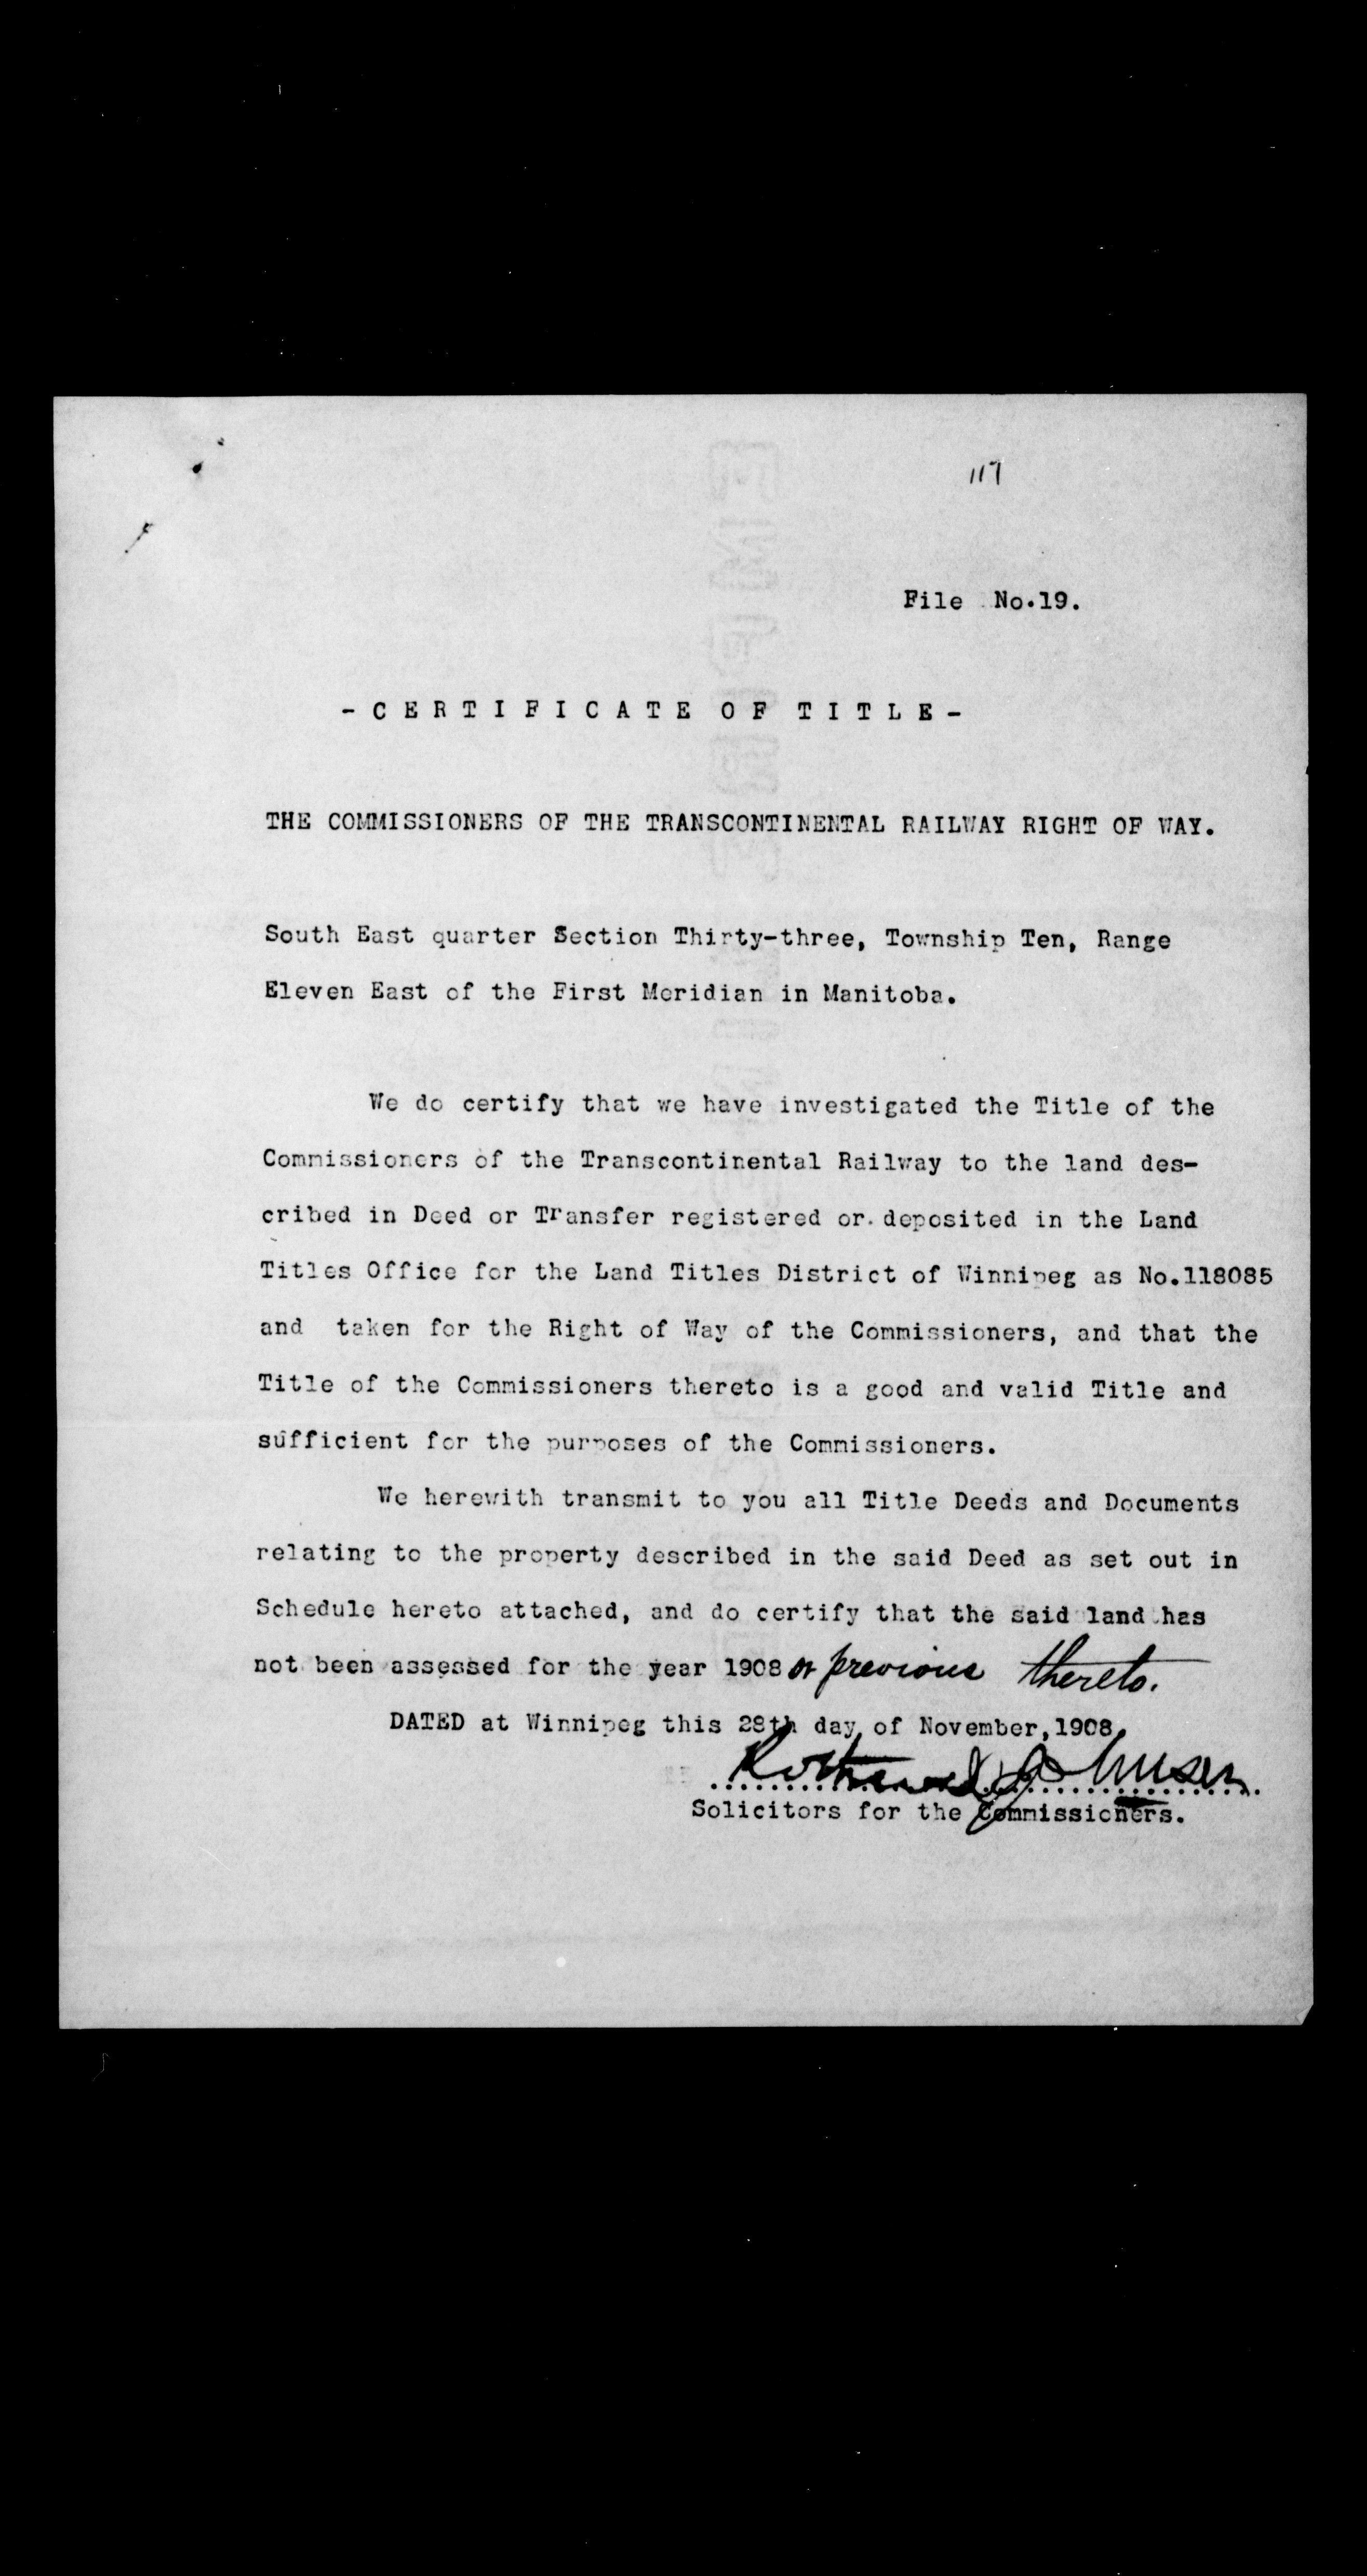 117
File No.19.
- C E R T I F I C A T E O F T I T L E -
THE COMMISSIONERS OF THE TRANSCONTINENTAL RAILWAY RIGHT OF WAY.
South East quarter Section Thirty-three, Township Ten, Range
Eleven East of the First Meridian in Manitoba.
We do certify that we have investigated the Title of the
Commissioners of the Transcontinental Railway to the land des-
cribed in Deed or Transfer registered or deposited in the Land
Titles Office for the Land Titles District of Winnipeg as No.118085
and taken for the Right of Way of the Commissioners, and that the
Title of the Commissioners thereto is a good and valid Title and
sufficient for the purposes of the Commissioners.
We herewith transmit to you all Title Deeds and Documents
relating to the property described in the said Deed as set out in
Schedule hereto attached, and do certify that the said land has
not been assessed for the year 1908 or previous thereto.
DATED at Winnipeg this 28th day of November,1908.
Johnson
Solicitors for the Commissioners.